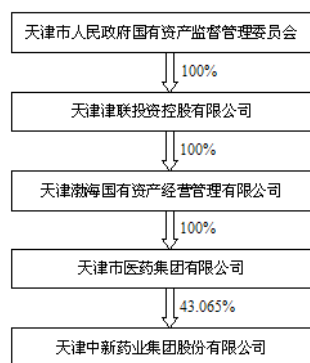 天津市人民政府国有资产监督管理委员会
100%
天津津联投资控股有限公司
100%
天津渤海国有资产经营管理有限公司
100%
天津市医药集团有限公司
43.065%
天津中新药业集团股份有限公司